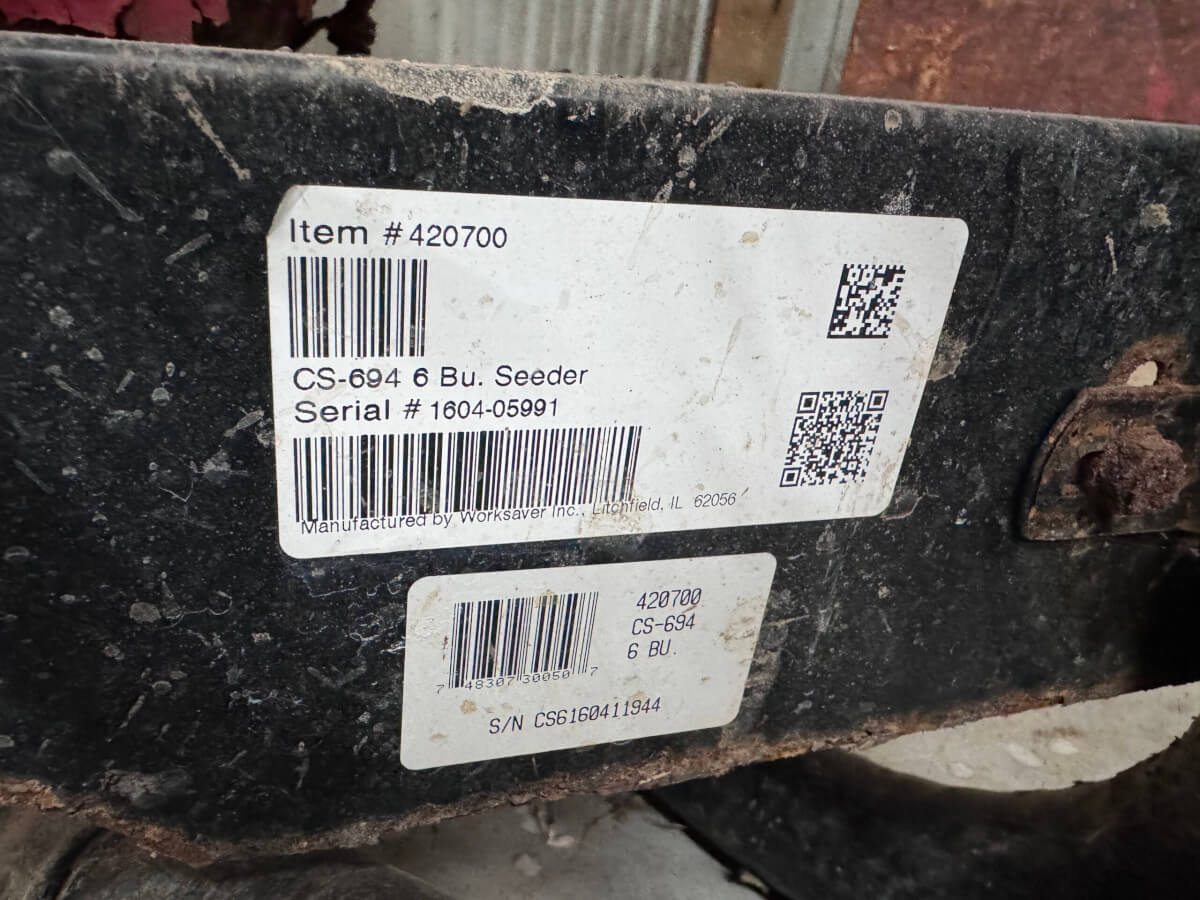 Item # 420700
CS-694 6 Bu. Seeder
Serial # 1604-05991
Manufactured by Worksaver Inc., Litchfield, IL 62056
420700
CS-694
6 BU.
7 48307 30050 7
S/N CS6160411944